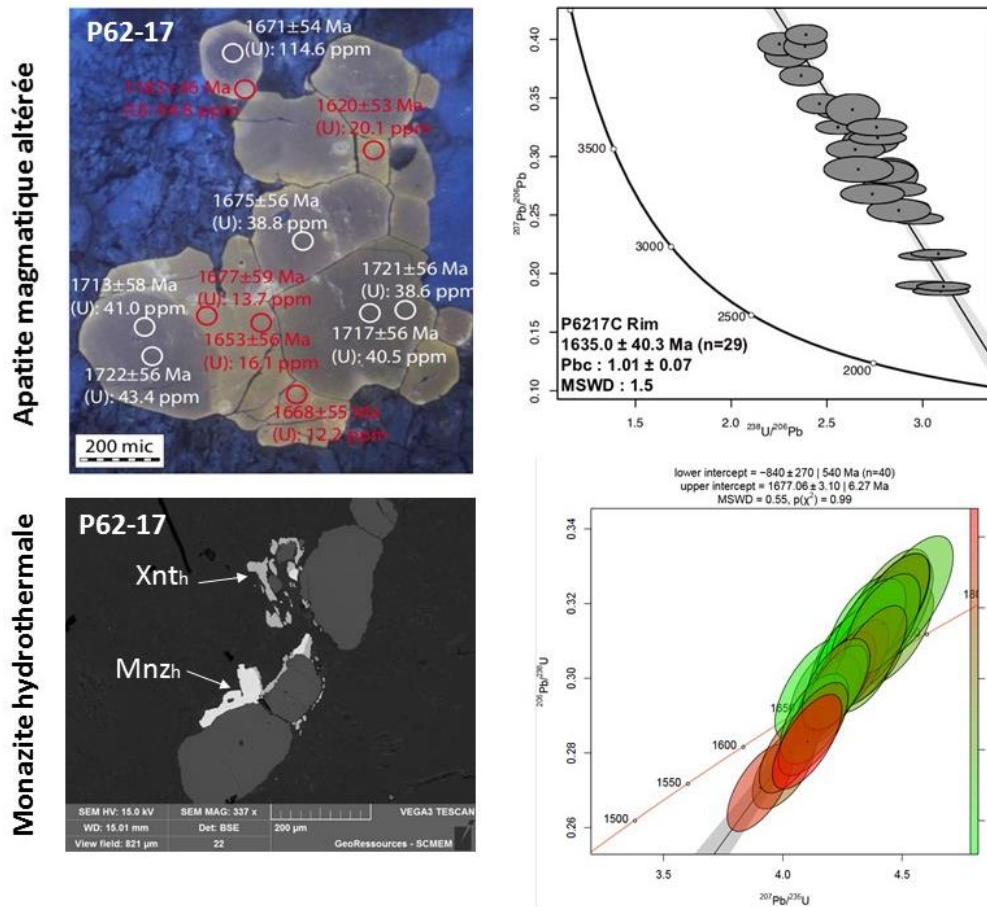 Apatite magmatique altérée
P62-17
1671±54 Ma
(U): 114.6 ppm
1620±53 Ma
(U): 20.1 ppm
1675±56 Ma
(U): 38.8 ppm
1721±56 Ma
(U): 38.6 ppm
1713±58 Ma
(U): 41.0 ppm
1677±59 Ma
(U): 13.7 ppm
1717±56 Ma
(U): 40.5 ppm
1653±56 Ma
(U): 16.1 ppm
1722±56 Ma
(U): 43.4 ppm
1668±55 Ma
(U): 12.2 ppm
200 mic
207Pb/206Pb
0.40
0.35
0.30
0.25
0.20
0.15
0.10
3500
3000
2500
2000
P6217C Rim
1635.0 ± 40.3 Ma (n=29)
Pbc : 1.01 ± 0.07
MSWD : 1.5
1.5 2.0 2.5 3.0
238U/206Pb
Monazite hydrothermale
P62-17
Xnth
Mnzh
SEM HV: 15.0 kV SEM MAG: 337 x VEGA3 TESCAN
WD: 15.01 mm Det: BSE 200 µm
View field: 821 µm 22 GeoRessources - SCMEM
lower intercept = −840 ± 270 | 540 Ma (n=40)
upper intercept = 1677.06 ± 3.10 | 6.27 Ma
MSWD = 0.55, p(χ2) = 0.99
206Pb/238U
0.34
0.32
0.30
0.28
0.26
1650
1600
1550
1500
3.5 4.0 4.5
207Pb/235U